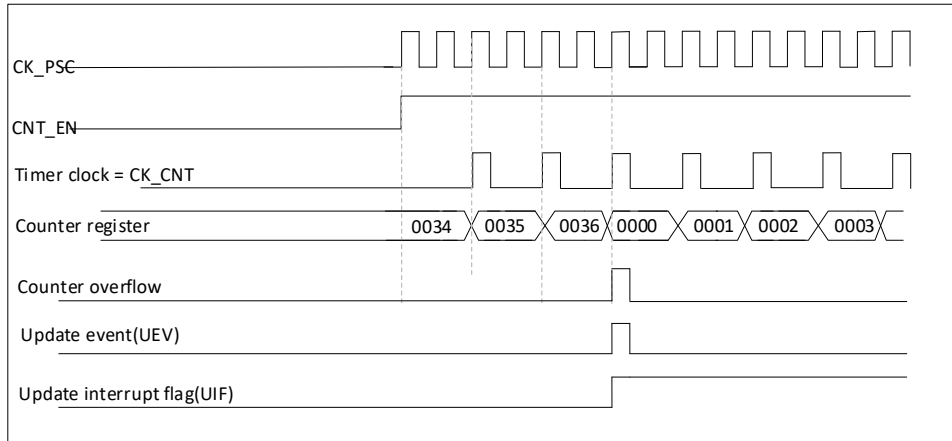 CK_PSC
CNT_EN
Timer clock = CK_CNT
Counter register 0034 0035 0036 0000 0001 0002 0003
Counter overflow
Update event(UEV)
Update interrupt flag(UIF)